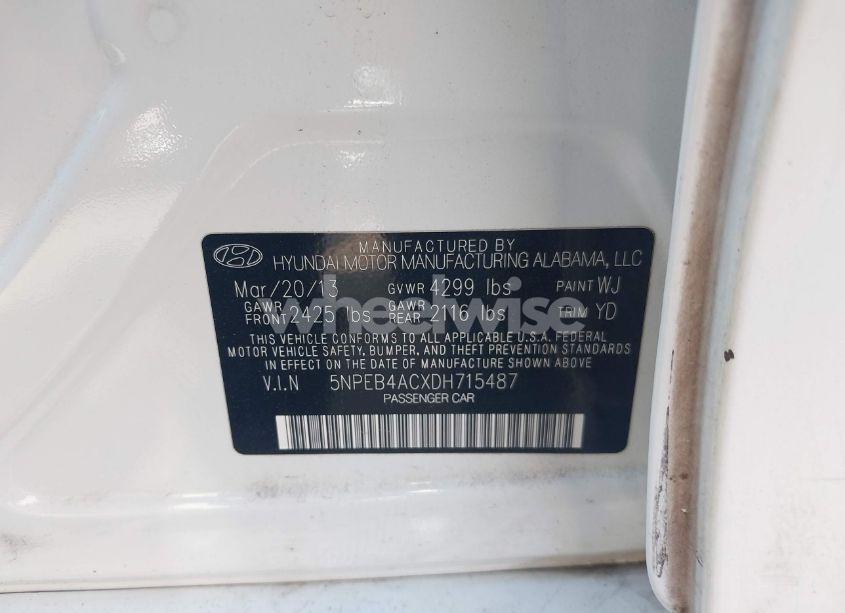 MANUFACTURED BY
HYUNDAI MOTOR MANUFACTURING ALABAMA, LLC
Mar/20/13 GVWR 4299 lbs PAINT WJ
GAWR FRONT 2425 lbs GAWR REAR 2116 lbs TRIM YD
THIS VEHICLE CONFORMS TO ALL APPLICABLE U.S.A. FEDERAL
MOTOR VEHICLE SAFETY, BUMPER, AND THEFT PREVENTION STANDARDS
IN EFFECT ON THE DATE OF MANUFACTURE SHOWN ABOVE
V.I.N 5NPEB4ACXDH715487
PASSENGER CAR
wheelwise